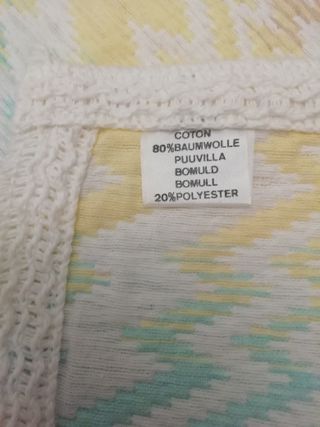 COTON
80%BAUMWOLLE
PUUVILLA
BOMULD
BOMULL
20%POLYESTER